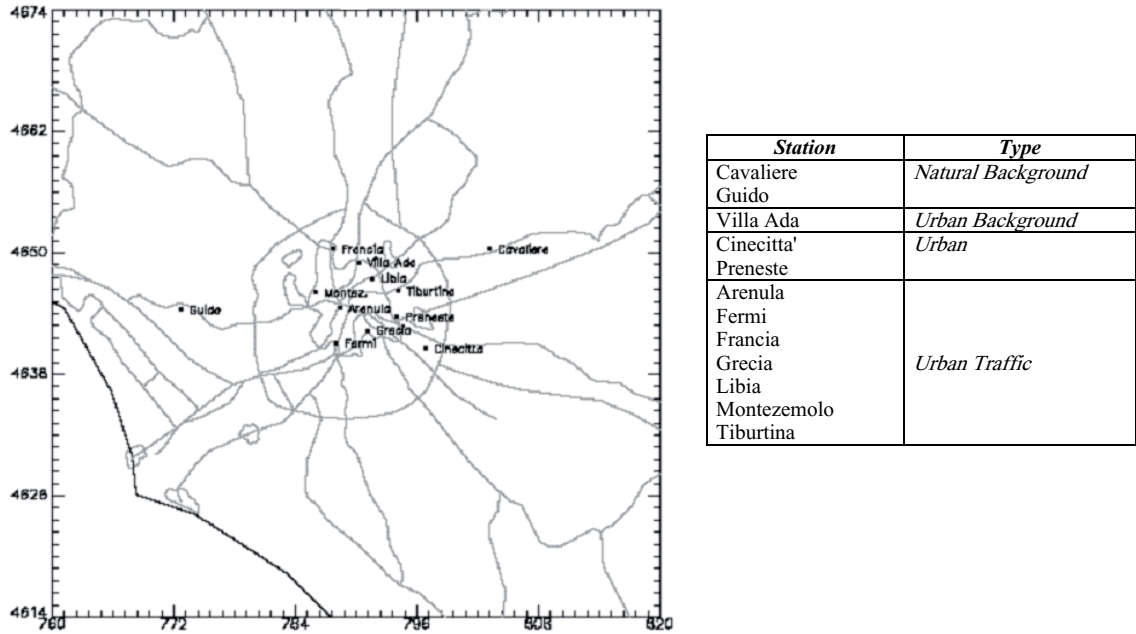 4674
4662
4650
4638
4626
4614
760
772
784
796
808
820
Francia
Villa Ada
Cavaliere
Libia
Montez.
Tiburtina
Guido
Arenula
Preneste
Grecia
Fermi
Cinecitta
Station Type
Cavaliere Natural Background
Guido
Villa Ada Urban Background
Cinecitta' Urban
Preneste
Arenula
Fermi
Francia
Grecia Urban Traffic
Libia
Montezemolo
Tiburtina